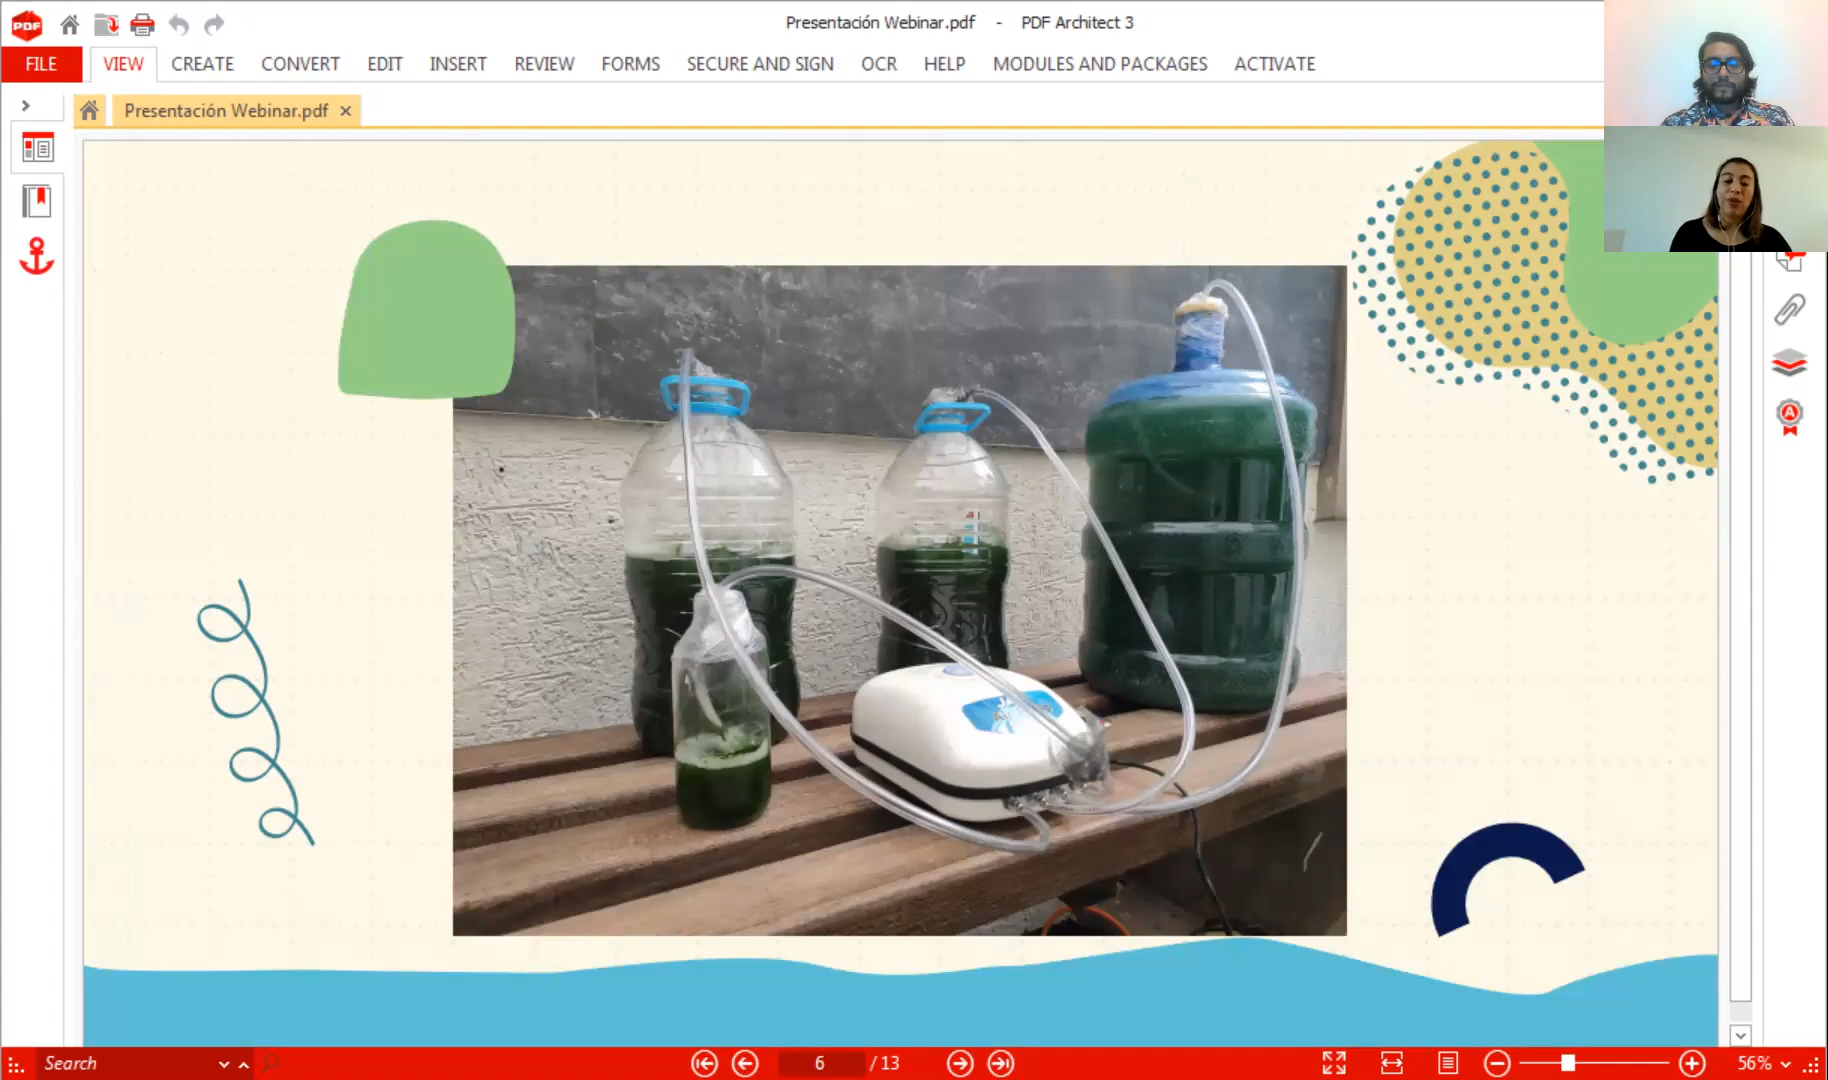 PDF
Presentación Webinar.pdf - PDF Architect 3
FILE VIEW CREATE CONVERT EDIT INSERT REVIEW FORMS SECURE AND SIGN OCR HELP MODULES AND PACKAGES ACTIVATE
Presentación Webinar.pdf
Search
6 / 13
56%